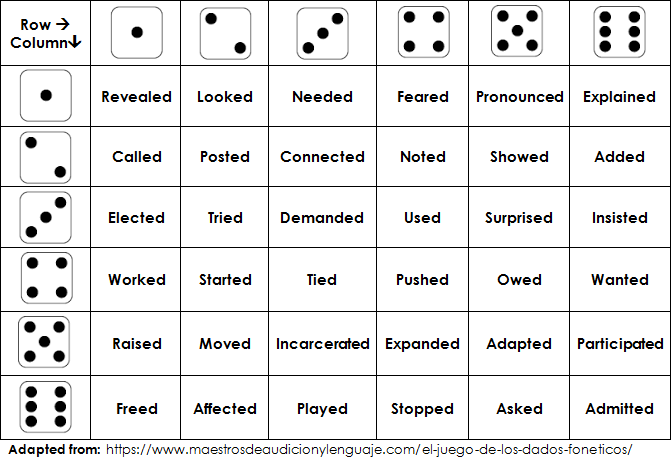 Row →
Column↓
Revealed Looked Needed Feared Pronounced Explained
Called Posted Connected Noted Showed Added
Elected Tried Demanded Used Surprised Insisted
Worked Started Tied Pushed Owed Wanted
Raised Moved Incarcerated Expanded Adapted Participated
Freed Affected Played Stopped Asked Admitted
Adapted from: https://www.maestrosdeaudicionylenguaje.com/el-juego-de-los-dados-foneticos/